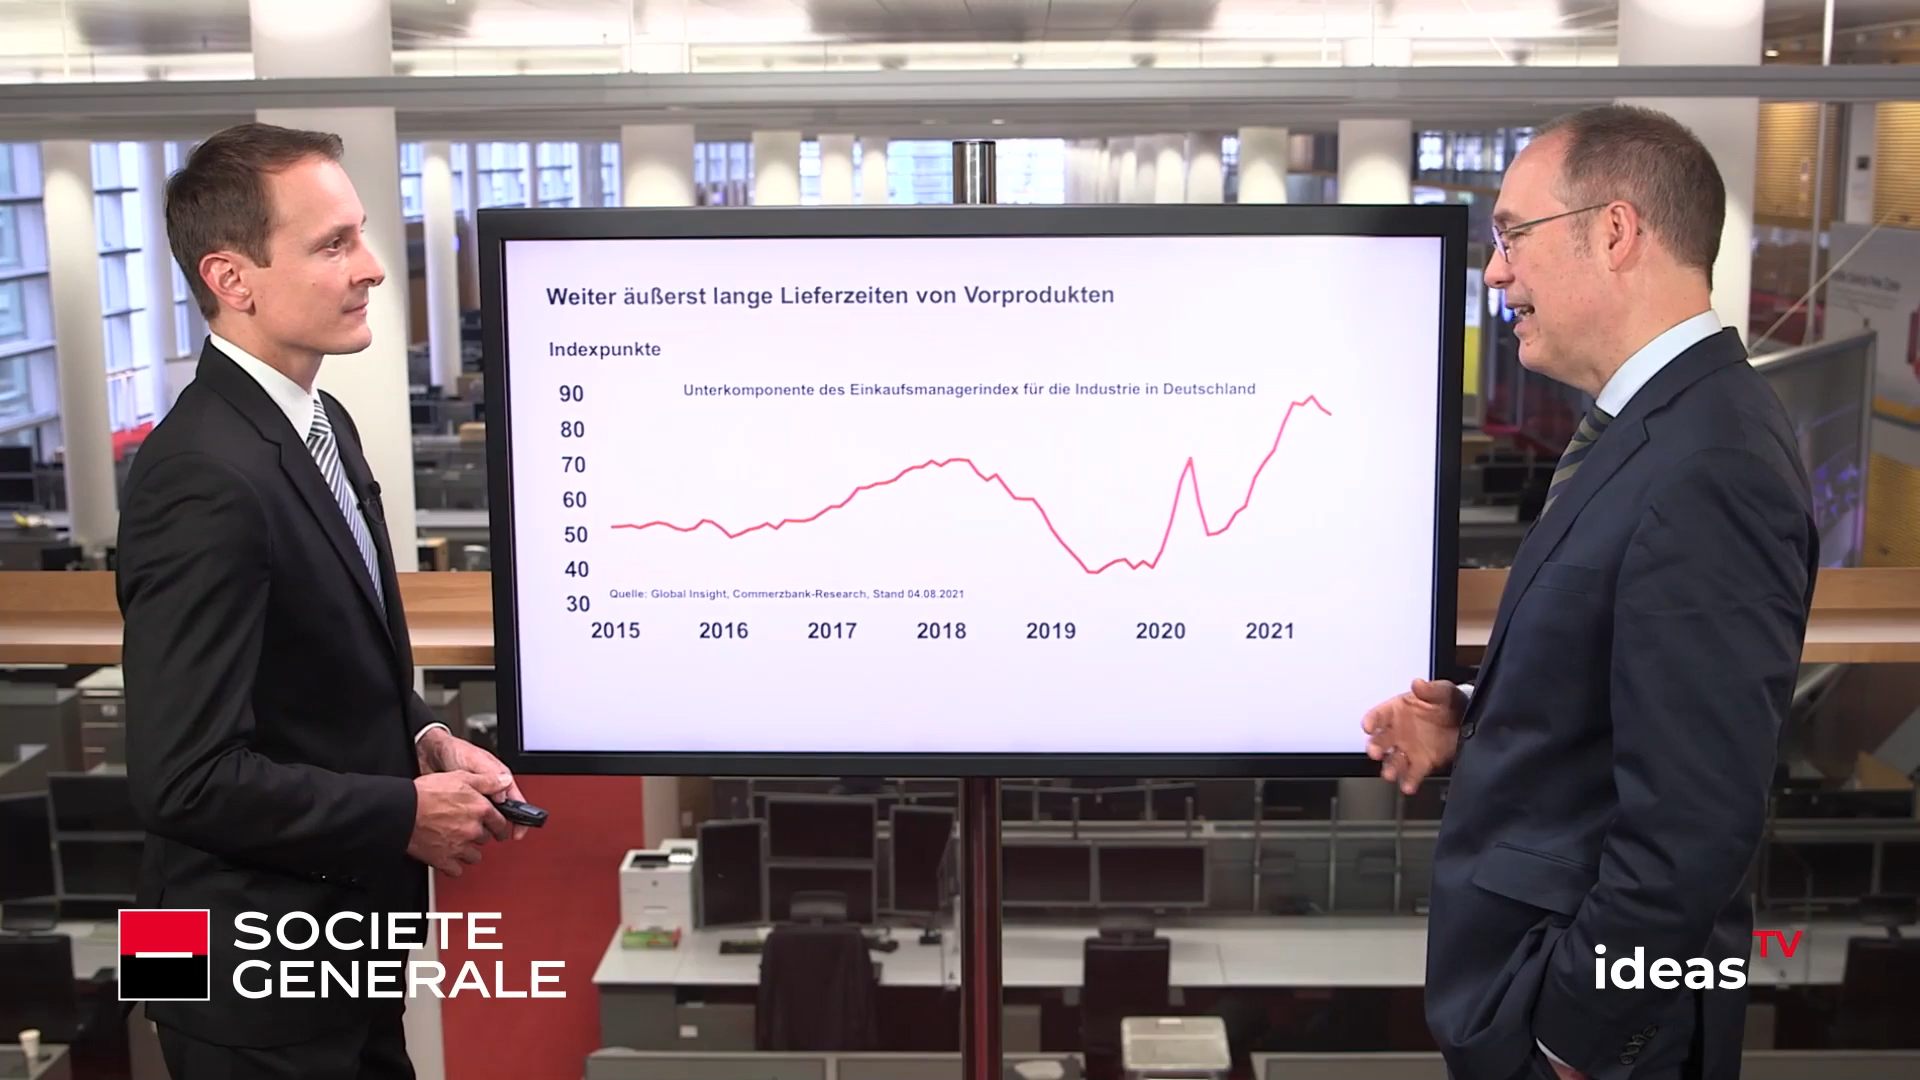 Weiter äußerst lange Lieferzeiten von Vorprodukten
Indexpunkte
Unterkomponente des Einkaufsmanagerindex für die Industrie in Deutschland
90
80
70
60
50
40
30
Quelle: Global Insight, Commerzbank-Research, Stand 04.08.2021
2015 2016 2017 2018 2019 2020 2021
SOCIETE
GENERALE
ideasTV